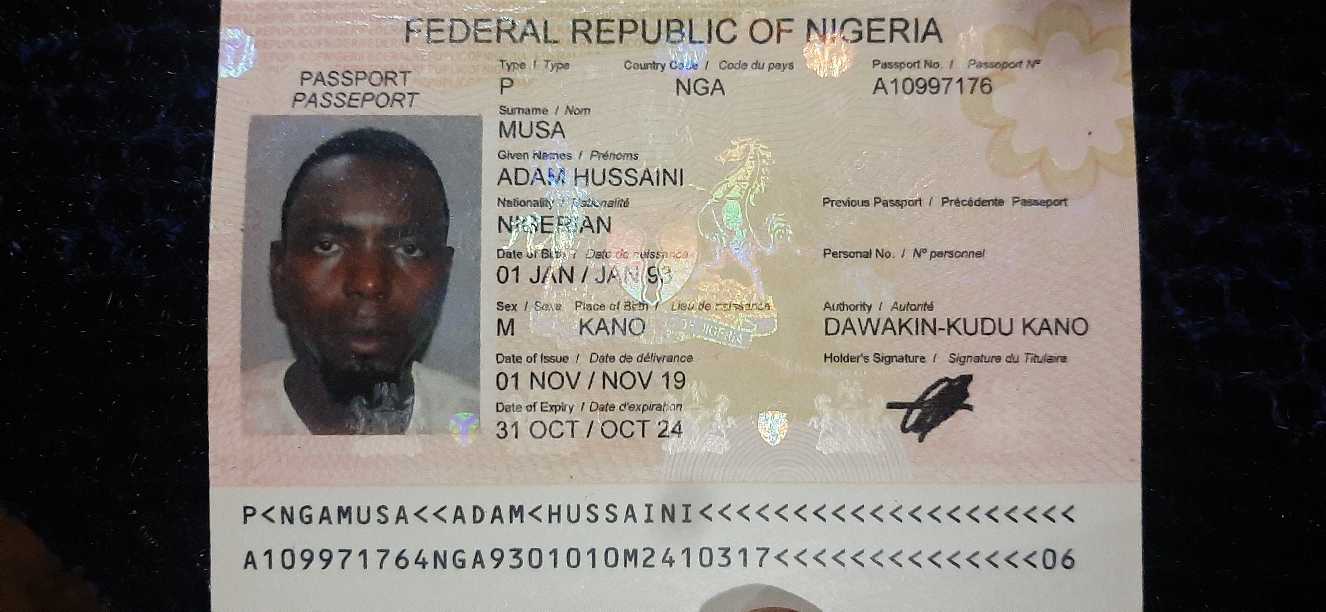 FEDERAL REPUBLIC OF NIGERIA
PASSPORT
PASSEPORT
Type / Type Country Code / Code du pays Passport No. / Passeport N°
P NGA A10997176
Surname / Nom
MUSA
Given Names / Prénoms
ADAM HUSSAINI
Nationality / Nationalité Previous Passport / Précédente Passeport
NIGERIAN
Date of Birth / Date de naissance Personal No. / N° personnel
01 JAN / JAN 93
Sex / Sexe Place of Birth / Lieu de naissance Authority / Autorité
M KANO DAWAKIN-KUDU KANO
Date of Issue / Date de délivrance Holder's Signature / Signature du Titulaire
01 NOV / NOV 19
Date of Expiry / Date d'expiration
31 OCT / OCT 24
P<NGAMUSA<<ADAM<HUSSAINI<<<<<<<<<<<<<<<<<<<<
A109971764NGA9301010M2410317<<<<<<<<<<<<<<06